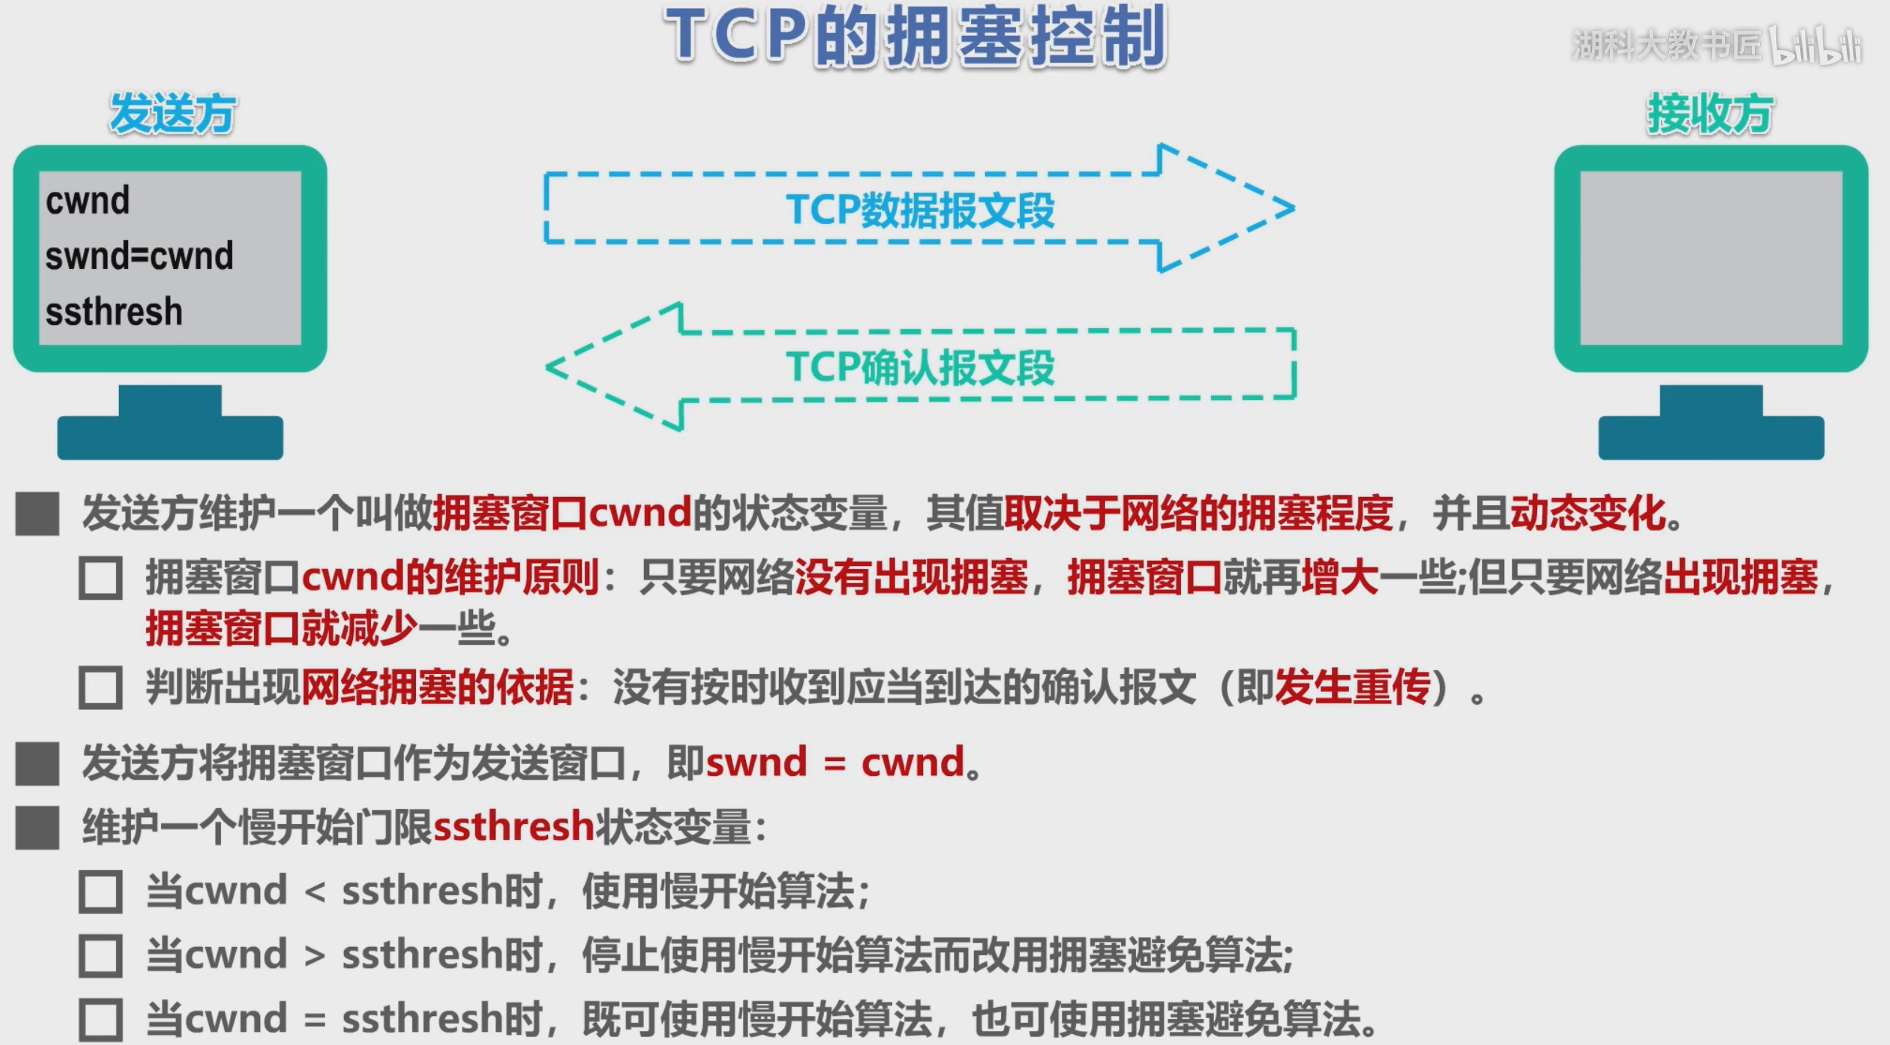 TCP的拥塞控制
湖科大教书匠 bilibili
发送方
接收方
cwnd
swnd=cwnd
ssthresh
TCP数据报文段
TCP确认报文段
发送方维护一个叫做拥塞窗口cwnd的状态变量，其值取决于网络的拥塞程度，并且动态变化。
拥塞窗口cwnd的维护原则：只要网络没有出现拥塞，拥塞窗口就再增大一些;但只要网络出现拥塞，
拥塞窗口就减少一些。
判断出现网络拥塞的依据：没有按时收到应当到达的确认报文（即发生重传）。
发送方将拥塞窗口作为发送窗口，即swnd = cwnd。
维护一个慢开始门限ssthresh状态变量：
当cwnd < ssthresh时，使用慢开始算法；
当cwnd > ssthresh时，停止使用慢开始算法而改用拥塞避免算法;
当cwnd = ssthresh时，既可使用慢开始算法，也可使用拥塞避免算法。